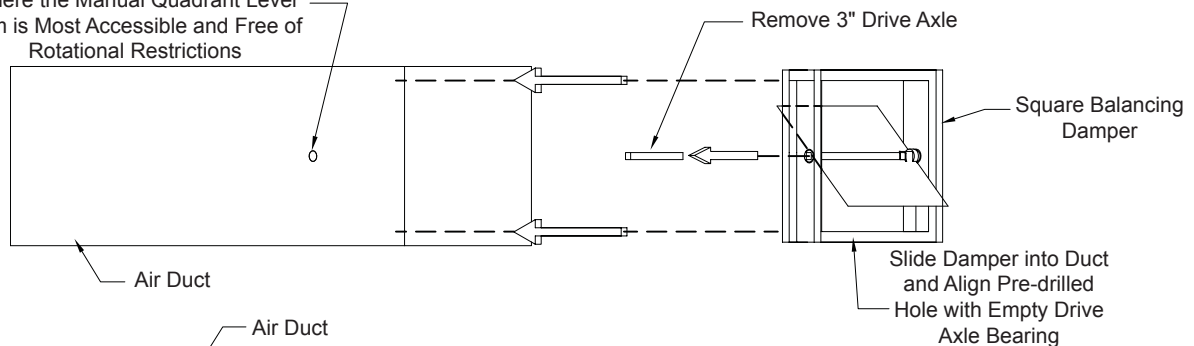 the Manual Quadrant Level
is Most Accessible and Free of
Rotational Restrictions
Remove 3" Drive Axle
Square Balancing
Damper
Air Duct
Slide Damper into Duct
and Align Pre-drilled
Hole with Empty Drive
Axle Bearing
Air Duct